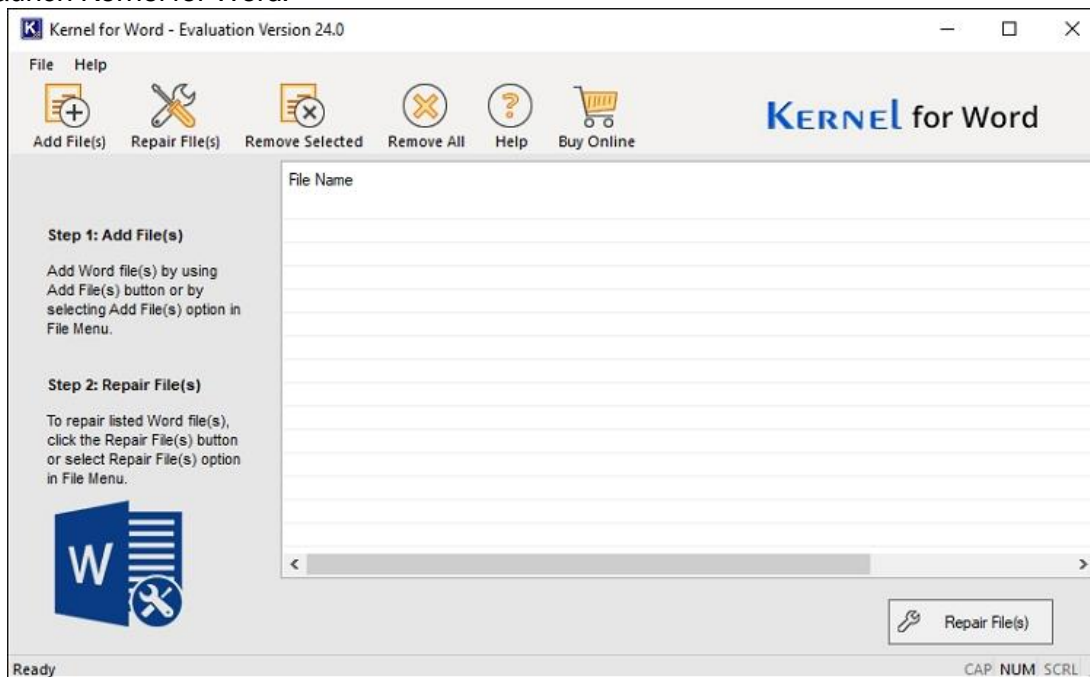 Kernel for Word.
Kernel for Word - Evaluation Version 24.0
File Help
Add File(s) Repair FIle(s) Remove Selected Remove All Help Buy Online
KERNEL for Word
File Name
Step 1: Add File(s)
Add Word file(s) by using
Add File(s) button or by
selecting Add File(s) option in
File Menu.
Step 2: Repair File(s)
To repair listed Word file(s),
click the Repair File(s) button
or select Repair File(s) option
in File Menu.
W
Repair File(s)
Ready CAP NUM SCRL